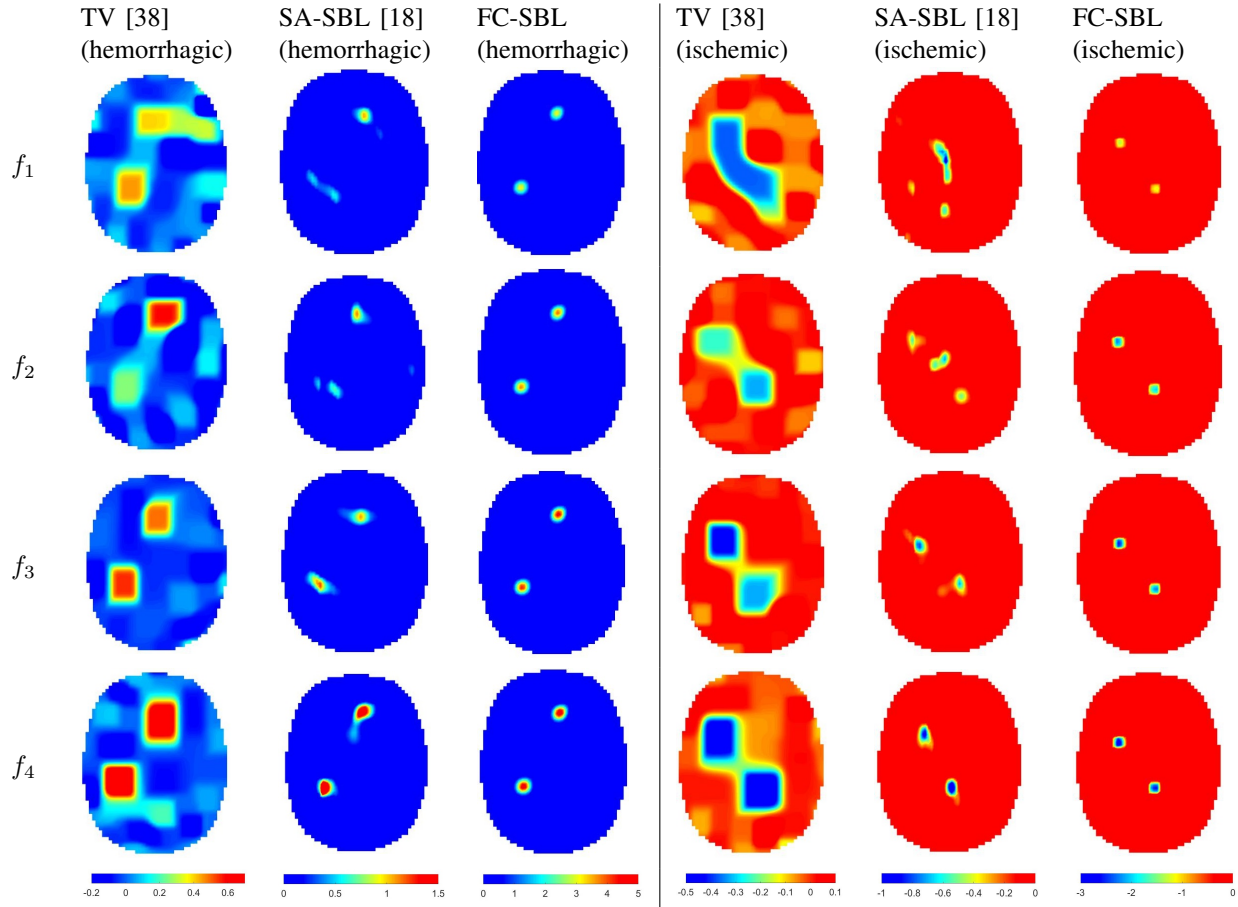 TV [38] SA-SBL [18] FC-SBL TV [38] SA-SBL [18] FC-SBL
(hemorrhagic) (hemorrhagic) (hemorrhagic) (ischemic) (ischemic) (ischemic)
f1
f2
f3
f4
-0.2 0 0.2 0.4 0.6 0 0.5 1 1.5 0 1 2 3 4 5 -0.5 -0.4 -0.3 -0.2 -0.1 0 0.1 -1 -0.8 -0.6 -0.4 -0.2 0 -3 -2 -1 0